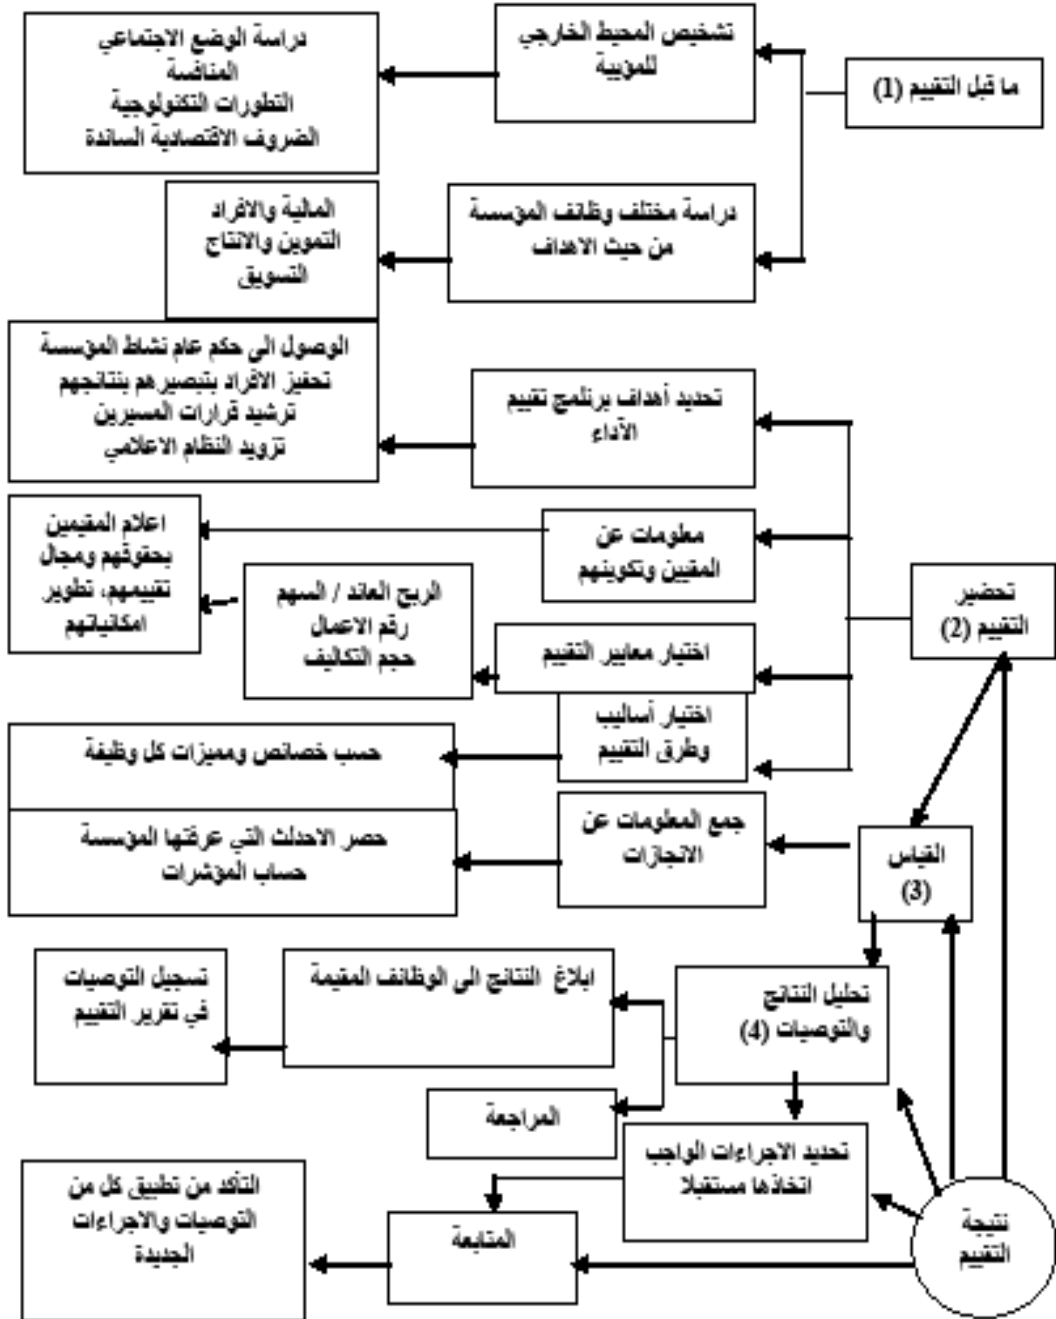 ما قبل التقييم (1)
تشخيص المحيط الخارجي
للمؤيية
دراسة الوضع الاجتماعي
المنافسة
التطورات التكنولوجية
الضروف الاقتصادية الساندة
دراسة مختلف وظائف المؤسسة
من حيث الاهداف
المالية والافراد
التموين والانتاج
التسويق
تحضير
التقييم (2)
تحديد أهداف برنامج تقييم
الآداء
الوصول الى حكم عام نشاط المؤسسة
تحفيز الافراد بتبصيرهم بنتائجهم
ترشيد قرارات المسيرين
تزويد النظام الاعلامي
معلومات عن
المقيين وتكوينهم
اعلام المقيمين
بحقوقهم ومجال
تقييمهم، تطوير
امكانياتهم
اختيار معايير التقييم
الربح العائد / السهم
رقم الاعمال
حجم التكاليف
اختيار أساليب
وطرق التقييم
حسب خصائص ومميزات كل وظيفة
القياس
(3)
جمع المعلومات عن
الانجازات
حصر الاحداث التي عرفتها المؤسسة
حساب المؤشرات
تحليل النتائج
والتوصيات (4)
ابلاغ النتائج الى الوظائف المقيمة
تسجيل التوصيات
في تقرير التقييم
المراجعة
تحديد الاجراءات الواجب
اتخاذها مستقبلا
المتابعة
التأكد من تطبيق كل من
التوصيات والاجراءات
الجديدة
نتيجة
التقييم